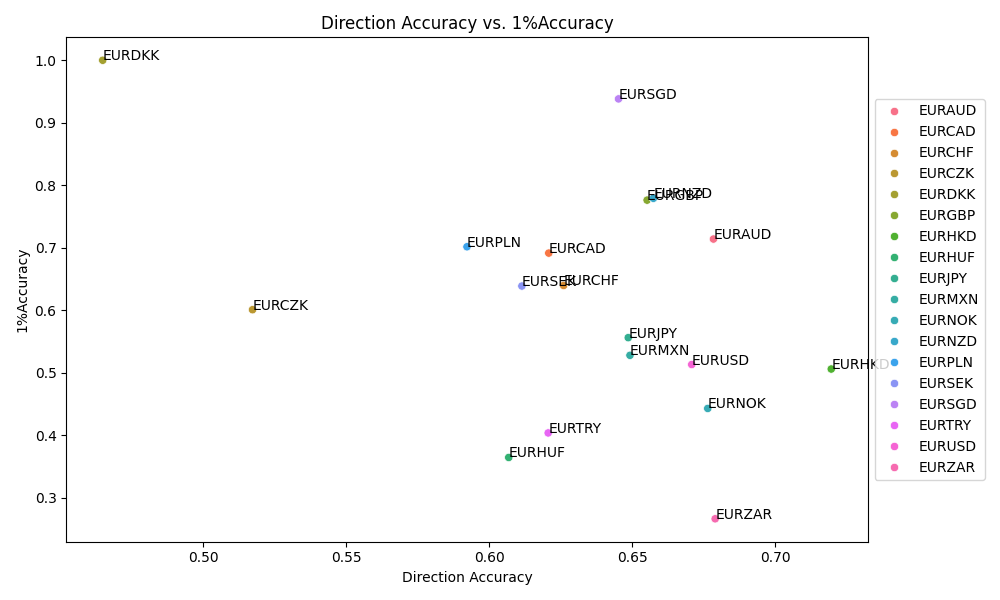 Direction Accuracy vs. 1%Accuracy
1%Accuracy
1.0
0.9
0.8
0.7
0.6
0.5
0.4
0.3
EURDKK
EURSGD
EURNZD
EURGBP
EURAUD
EURPLN
EURCAD
EURSEK
EURCHF
EURCZK
EURJPY
EURMXN
EURUSD
EURHKD
EURNOK
EURTRY
EURHUF
EURZAR
0.50 0.55 0.60 0.65 0.70
Direction Accuracy
EURAUD
EURCAD
EURCHF
EURCZK
EURDKK
EURGBP
EURHKD
EURHUF
EURJPY
EURMXN
EURNOK
EURNZD
EURPLN
EURSEK
EURSGD
EURTRY
EURUSD
EURZAR